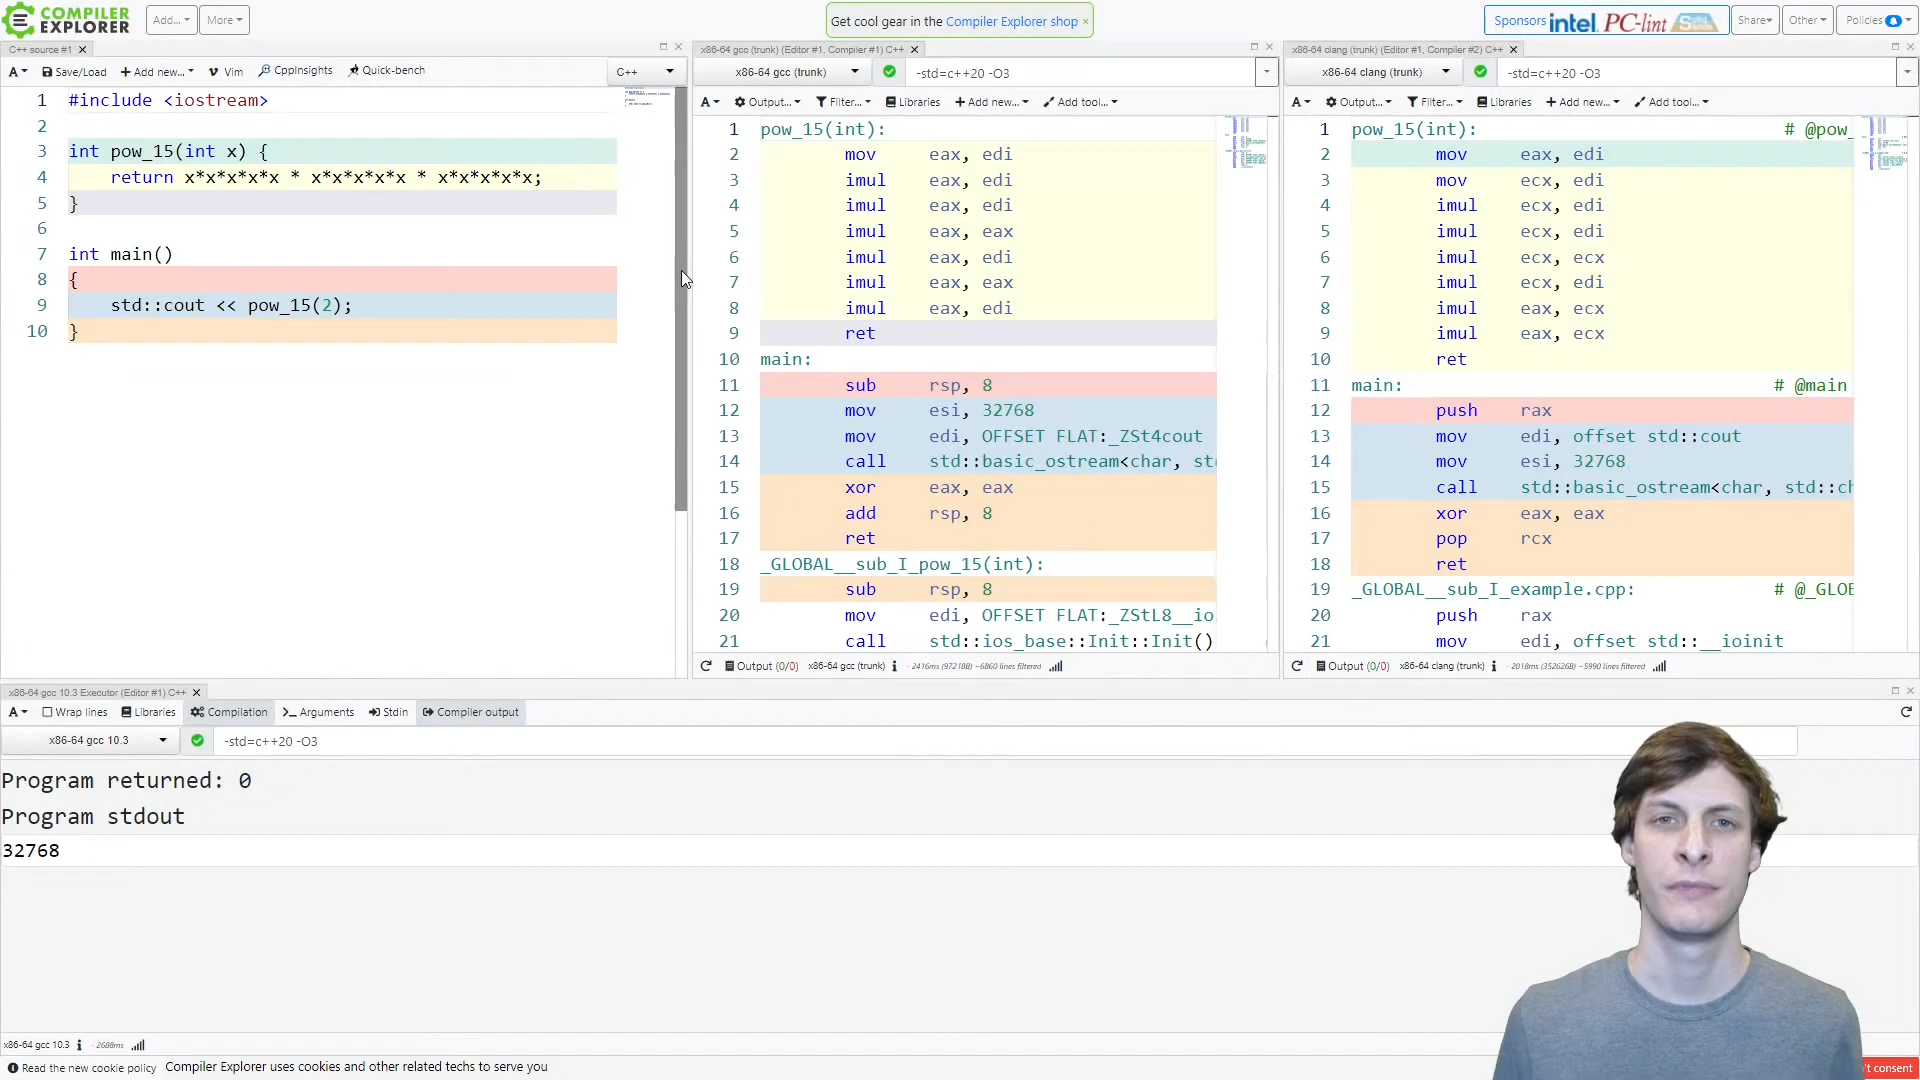 COMPILER
EXPLORER
Add...
More
Get cool gear in the Compiler Explorer shop ×
Sponsors intel PC-lint Solid Sands
Share
Other
Policies
C++ source #1
A
Save/Load
Add new...
Vim
CppInsights
Quick-bench
C++
1 #include <iostream>
2
3 int pow_15(int x) {
4 return x*x*x*x*x * x*x*x*x*x * x*x*x*x*x;
5 }
6
7 int main()
8 {
9 std::cout << pow_15(2);
10 }
x86-64 gcc (trunk) (Editor #1, Compiler #1) C++
x86-64 gcc (trunk)
-std=c++20 -O3
A
Output...
Filter...
Libraries
Add new...
Add tool...
1 pow_15(int):
2 mov eax, edi
3 imul eax, edi
4 imul eax, edi
5 imul eax, eax
6 imul eax, edi
7 imul eax, eax
8 imul eax, edi
9 ret
10 main:
11 sub rsp, 8
12 mov esi, 32768
13 mov edi, OFFSET FLAT:_ZSt4cout
14 call std::basic_ostream<char, st
15 xor eax, eax
16 add rsp, 8
17 ret
18 _GLOBAL__sub_I_pow_15(int):
19 sub rsp, 8
20 mov edi, OFFSET FLAT:_ZStL8__io
21 call std::ios_base::Init::Init()
Output (0/0) x86-64 gcc (trunk) - 2416ms (97218B) ~6860 lines filtered
x86-64 clang (trunk) (Editor #1, Compiler #2) C++
x86-64 clang (trunk)
-std=c++20 -O3
A
Output...
Filter...
Libraries
Add new...
Add tool...
1 pow_15(int): # @pow_
2 mov eax, edi
3 mov ecx, edi
4 imul ecx, edi
5 imul ecx, edi
6 imul ecx, ecx
7 imul ecx, edi
8 imul eax, ecx
9 imul eax, ecx
10 ret
11 main: # @main
12 push rax
13 mov edi, offset std::cout
14 mov esi, 32768
15 call std::basic_ostream<char, std::ch
16 xor eax, eax
17 pop rcx
18 ret
19 _GLOBAL__sub_I_example.cpp: # @_GLOB
20 push rax
21 mov edi, offset std::__ioinit
Output (0/0) x86-64 clang (trunk) - 2018ms (352626B) ~5990 lines filtered
x86-64 gcc 10.3 Executor (Editor #1) C++
A
Wrap lines
Libraries
Compilation
Arguments
Stdin
Compiler output
x86-64 gcc 10.3
-std=c++20 -O3
Program returned: 0
Program stdout
32768
x86-64 gcc 10.3 - 2688ms
Read the new cookie policy Compiler Explorer uses cookies and other related techs to serve you
't consent